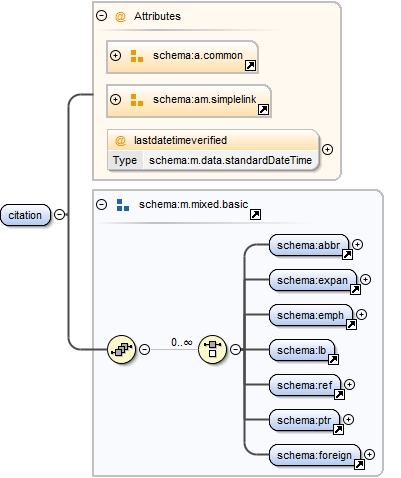 @ Attributes
schema:a.common
schema:am.simplelink
@ lastdatetimeverified
Type schema:m.data.standardDateTime
citation
schema:m.mixed.basic
0..∞
schema:abbr
schema:expan
schema:emph
schema:lb
schema:ref
schema:ptr
schema:foreign